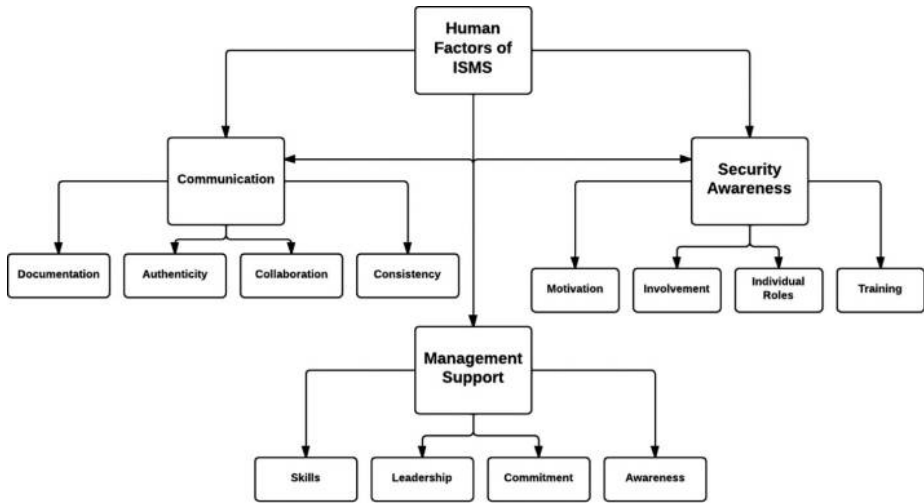 Human
Factors of
ISMS
Communication
Security
Awareness
Documentation
Authenticity
Collaboration
Consistency
Motivation
Involvement
Individual
Roles
Training
Management
Support
Skills
Leadership
Commitment
Awareness